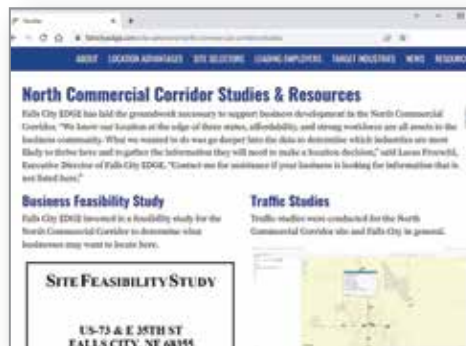 ABOUT LOCATION ADVANTAGES SITE SELECTORS LEADING EMPLOYERS TARGET INDUSTRIES NEWS RESOURC
North Commercial Corridor Studies & Resources
Falls City EDGE has laid the groundwork necessary to support business development in the North Commercial
Corridor. "We know our location at the edge of three states, affordability, and strong workforce are all assets to the
business community. What we wanted to do was go deeper into the data to determine which industries are most
likely to thrive here and to gather the information they will need to make a location decision," said Lucas
Executive Director of Falls City EDGE. "Contact me for assistance if your business is looking for information that is
not listed here."
Business Feasibility Study
Falls City EDGE invested in a feasibility study for the
North Commercial Corridor to determine what
businesses may want to locate here.
Traffic Studies
Traffic studies were conducted for the North
Commercial Corridor site and Falls City in general.
SITE FEASIBILITY STUDY
US-73 & E 35TH ST
FALLS CITY, NE 68355